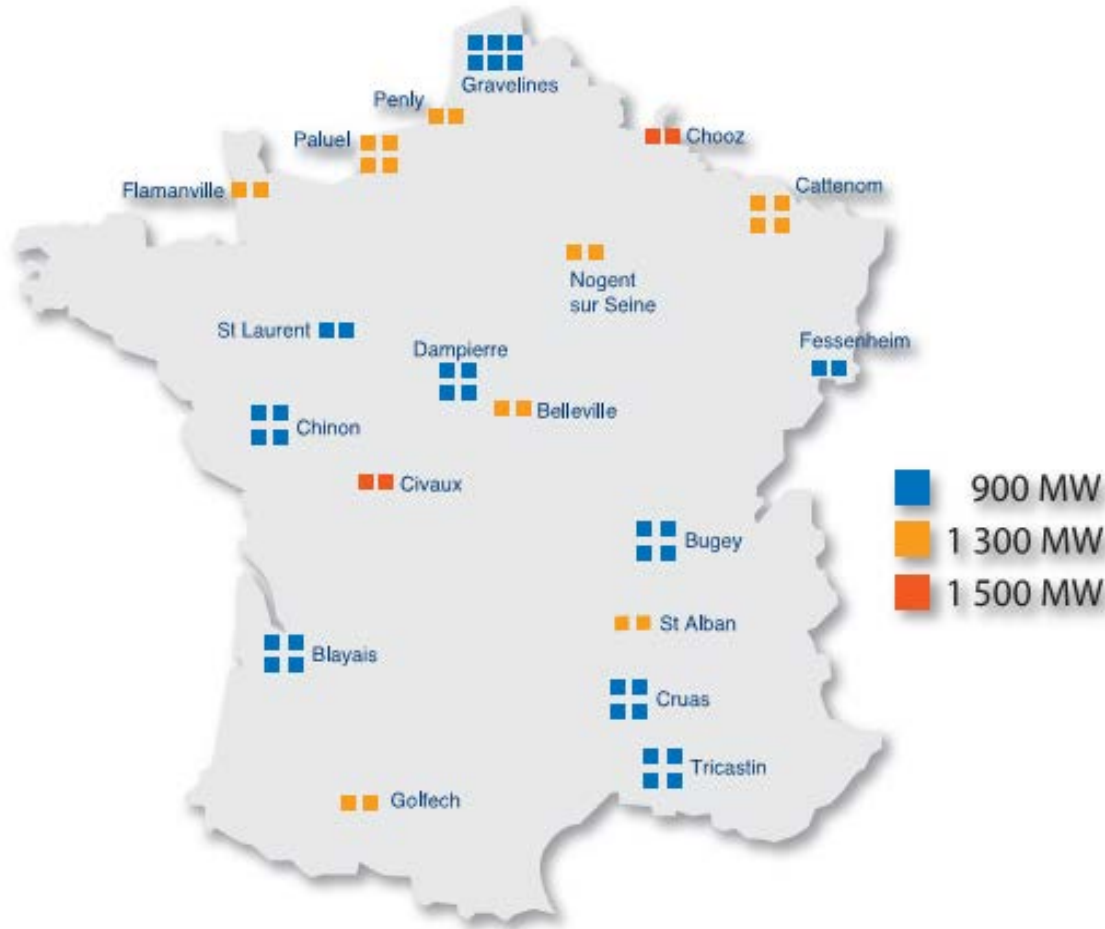 Gravelines
Penly
Paluel
Chooz
Flamanville
Cattenom
Nogent
sur Seine
St Laurent
Dampierre
Fessenheim
Belleville
Chinon
Civaux
900 MW
Bugey
1 300 MW
1 500 MW
St Alban
Blayais
Cruas
Tricastin
Golfech